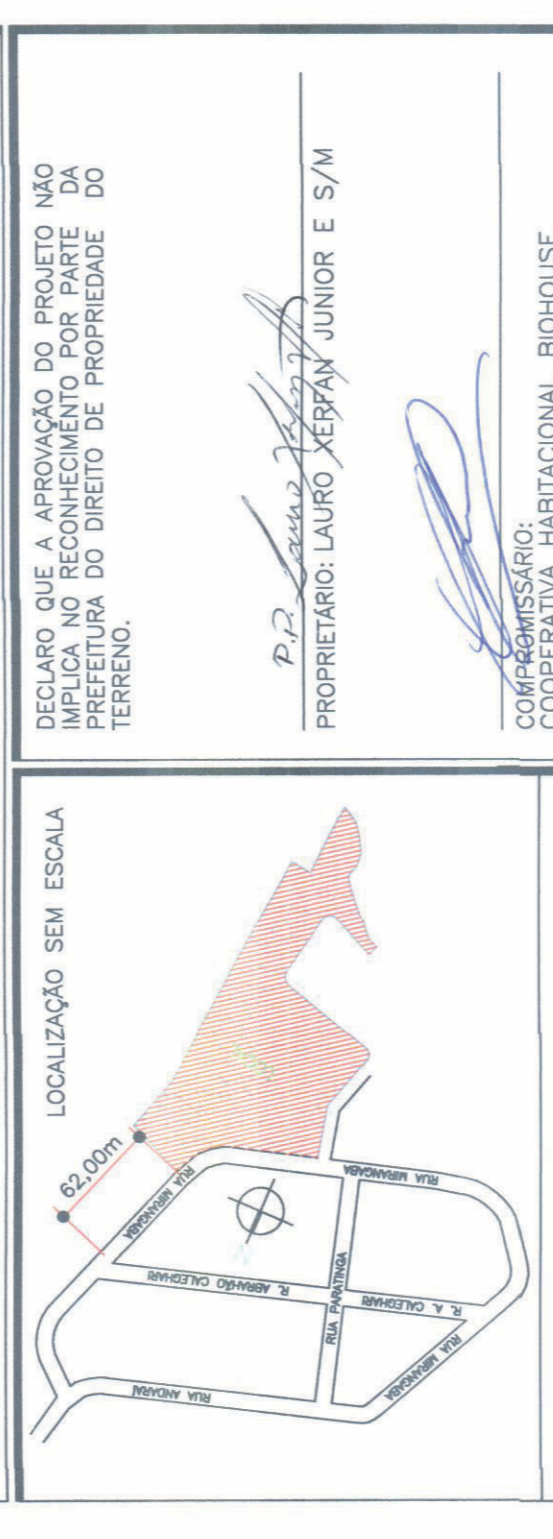 LOCALIZAÇÃO SEM ESCALA
62,00m
RUA MIRANGABA
R. ABRAHÃO CALEGHARI
RUA ANDARAÍ
RUA PARATINGA
RUA MIRANGABA
R. A. CALEGHARI
RUA MIRANGABA
N
DECLARO QUE A APROVAÇÃO DO PROJETO NÃO
IMPLICA NO RECONHECIMENTO POR PARTE DA
PREFEITURA DO DIREITO DE PROPRIEDADE DO
TERRENO.
P.P.
PROPRIETÁRIO: LAURO XERFAN JUNIOR E S/M
COMPROMISSÁRIO:
COOPERATIVA HABITACIONAL BIOHOUSE